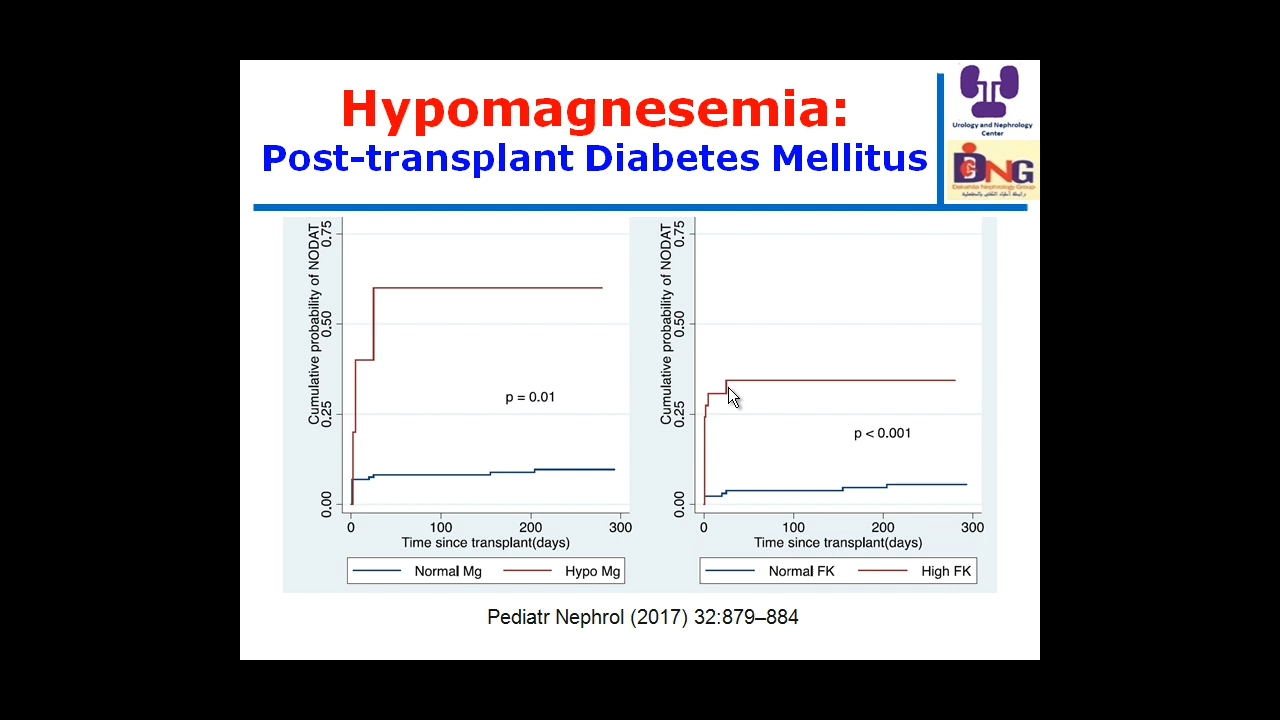 Hypomagnesemia:
Post-transplant Diabetes Mellitus
Urology and Nephrology
Center
DNG
Dakahlia Nephrology Group
Cumulative probability of NODAT
0.75
0.50
0.25
0.00
p = 0.01
0 100 200 300
Time since transplant(days)
Normal Mg Hypo Mg
Cumulative probability of NODAT
0.75
0.50
0.25
0.00
p < 0.001
0 100 200 300
Time since transplant(days)
Normal FK High FK
Pediatr Nephrol (2017) 32:879–884